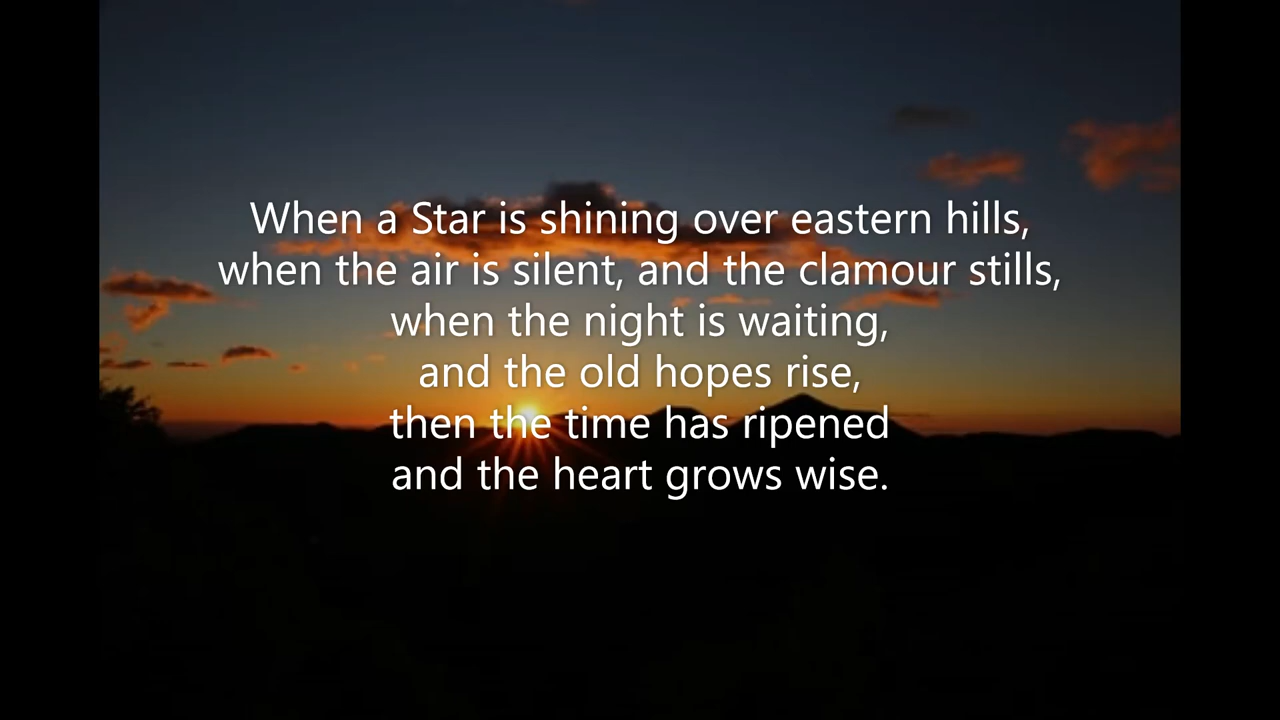 When a Star is shining over eastern hills,
when the air is silent, and the clamour stills,
when the night is waiting,
and the old hopes rise,
then the time has ripened
and the heart grows wise.